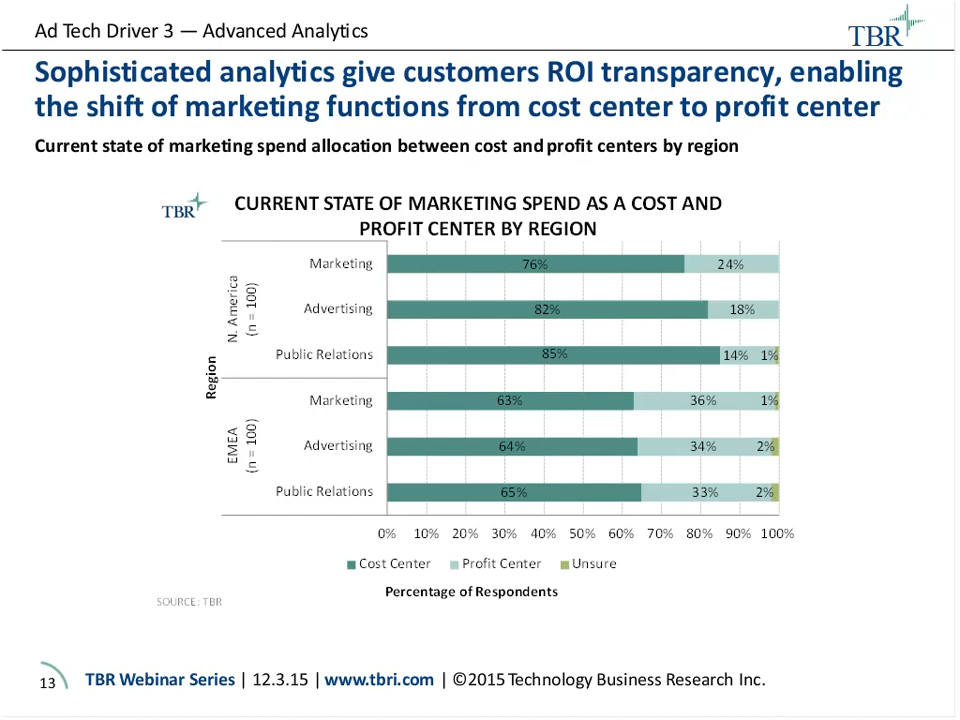 Ad Tech Driver 3 — Advanced Analytics
TBR
Sophisticated analytics give customers ROI transparency, enabling
the shift of marketing functions from cost center to profit center
Current state of marketing spend allocation between cost and profit centers by region
TBR
CURRENT STATE OF MARKETING SPEND AS A COST AND
PROFIT CENTER BY REGION
Region
N. America
(n = 100)
Marketing 76% 24%
Advertising 82% 18%
Public Relations 85% 14% 1%
EMEA
(n = 100)
Marketing 63% 36% 1%
Advertising 64% 34% 2%
Public Relations 65% 33% 2%
0% 10% 20% 30% 40% 50% 60% 70% 80% 90% 100%
Cost Center Profit Center Unsure
Percentage of Respondents
SOURCE: TBR
13 TBR Webinar Series | 12.3.15 | www.tbri.com | ©2015 Technology Business Research Inc.